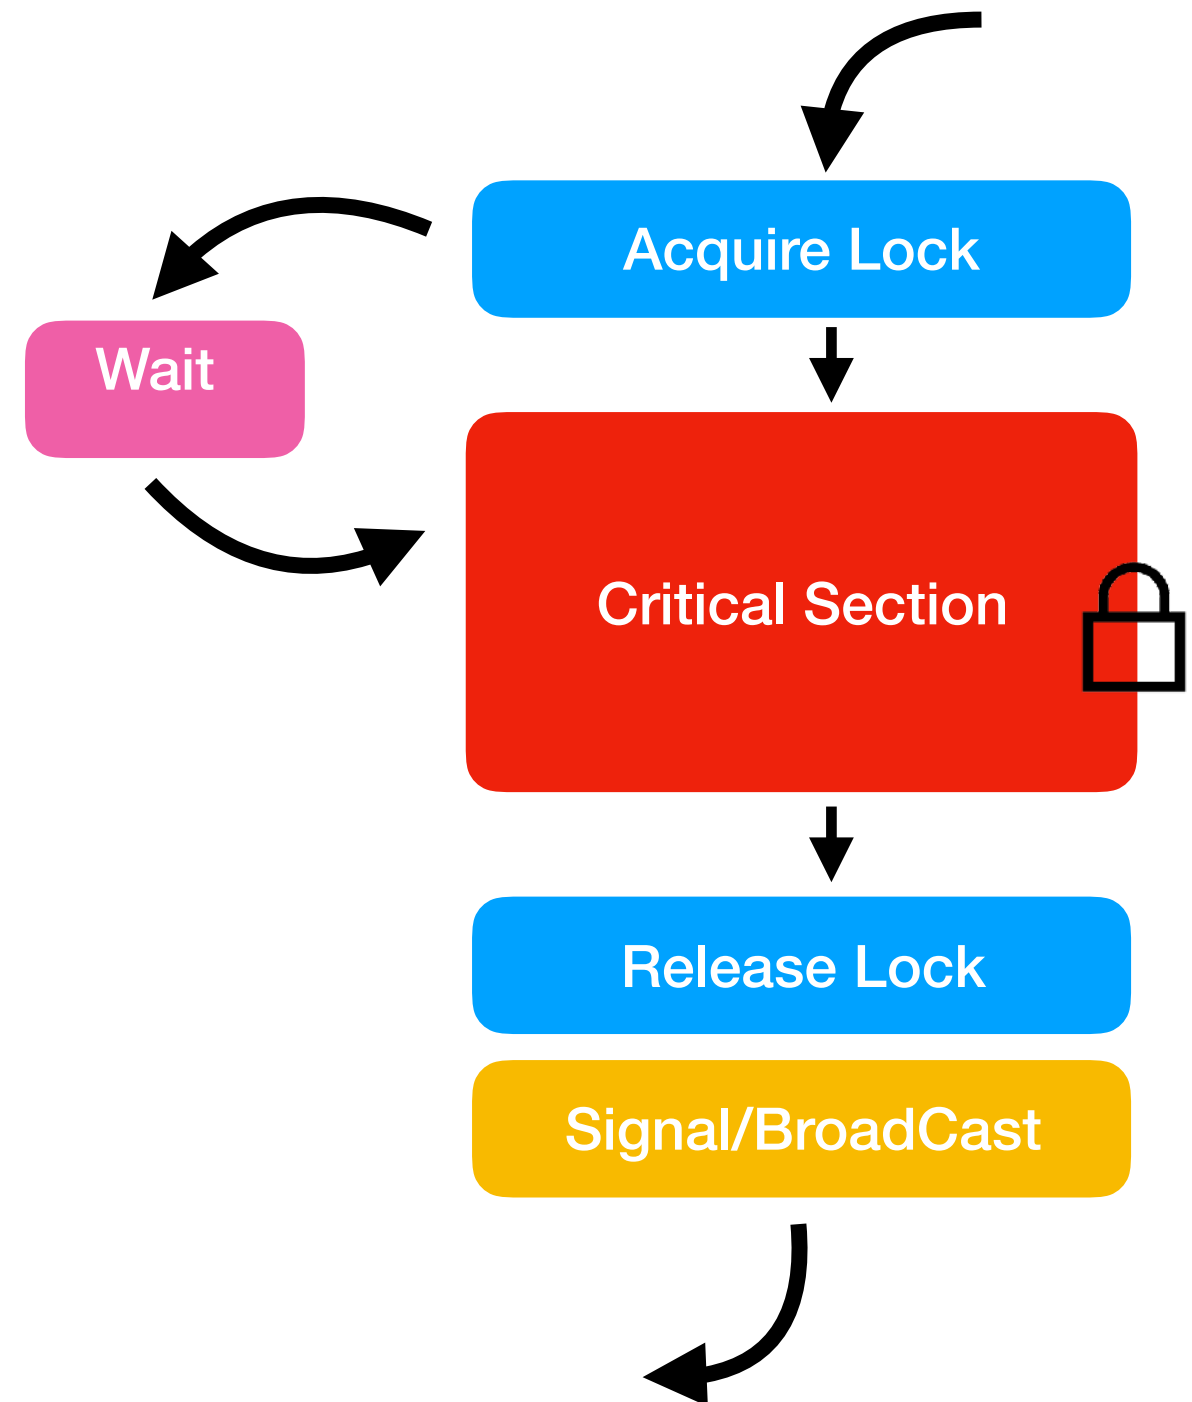 Acquire Lock
Wait
Critical Section
Release Lock
Signal/BroadCast